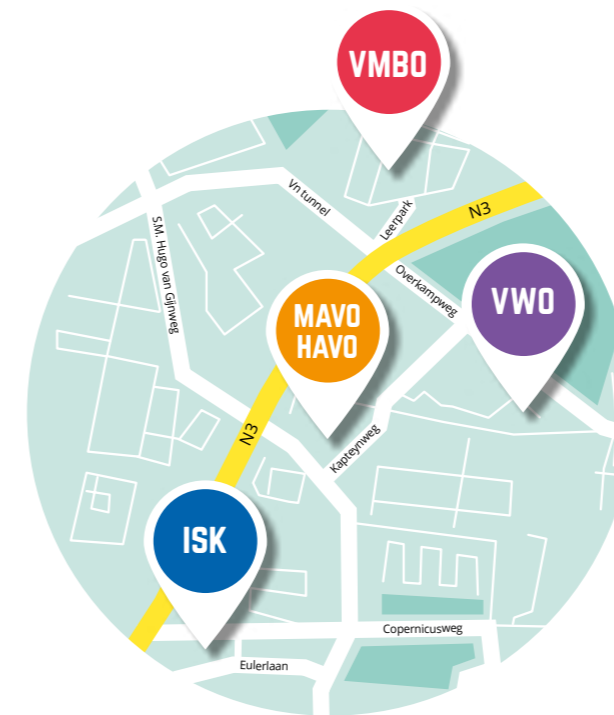 VMBO
Vn tunnel
Leerpark
N3
S.M. Hugo van Gijnweg
Overkampweg
VWO
MAVO
HAVO
N3
Kapteynweg
ISK
Copernicusweg
Eulerlaan